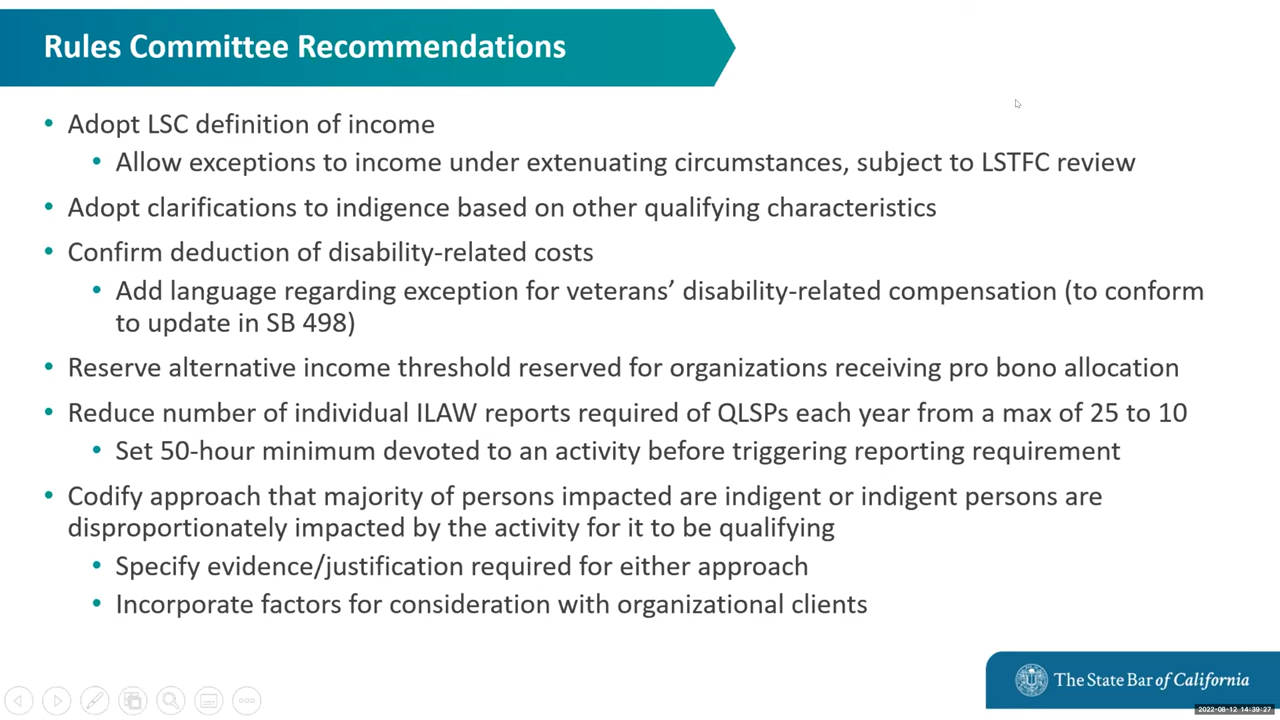 Rules Committee Recommendations
• Adopt LSC definition of income
• Allow exceptions to income under extenuating circumstances, subject to LSTFC review
• Adopt clarifications to indigence based on other qualifying characteristics
• Confirm deduction of disability-related costs
• Add language regarding exception for veterans’ disability-related compensation (to conform
to update in SB 498)
• Reserve alternative income threshold reserved for organizations receiving pro bono allocation
• Reduce number of individual ILAW reports required of QLSPs each year from a max of 25 to 10
• Set 50-hour minimum devoted to an activity before triggering reporting requirement
• Codify approach that majority of persons impacted are indigent or indigent persons are
disproportionately impacted by the activity for it to be qualifying
• Specify evidence/justification required for either approach
• Incorporate factors for consideration with organizational clients
The State Bar of California
2022-08-12 14:39:27